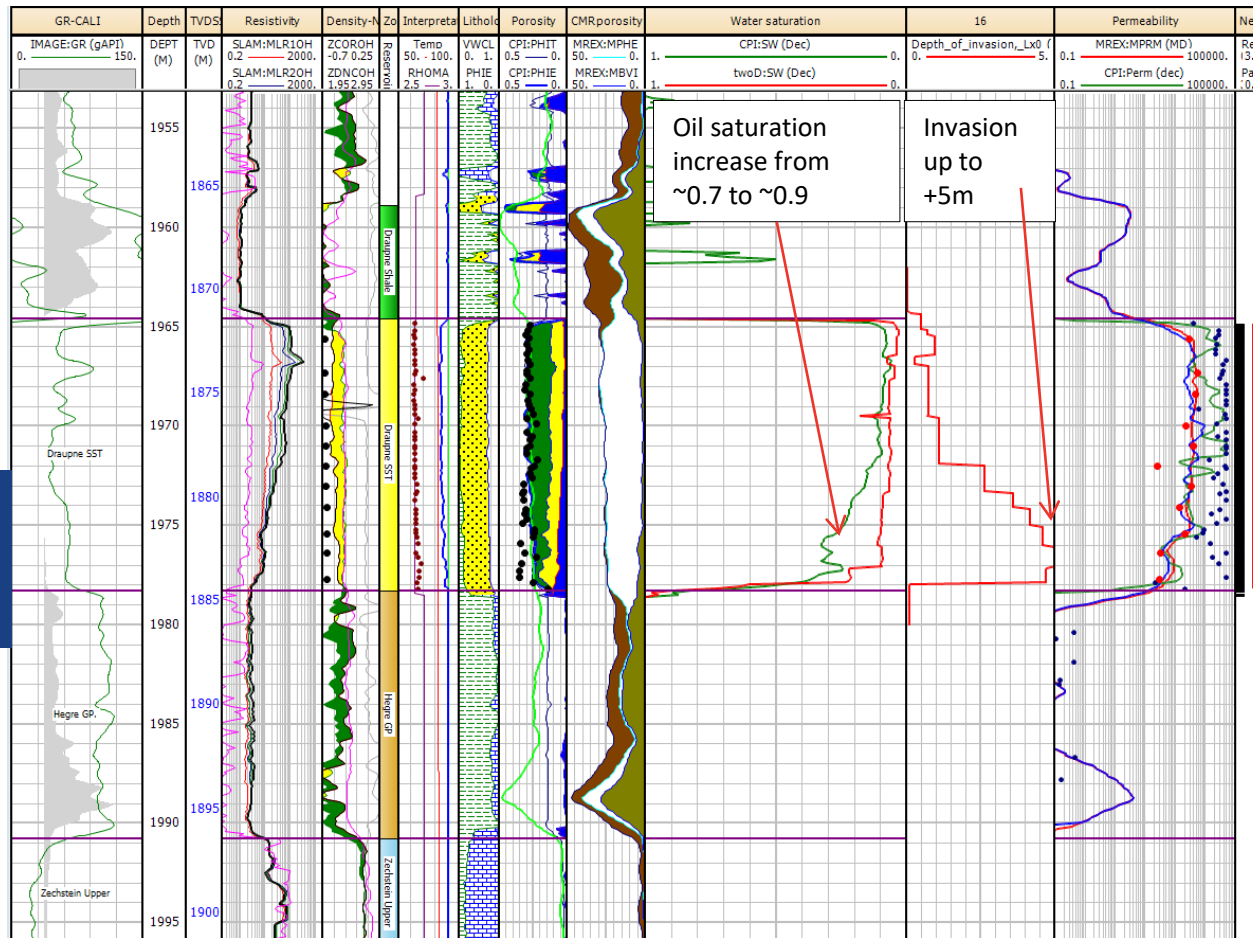 GR-CALI
Depth
TVDS
Resistivity
Density-N
Zo
Interpretat
Litholo
Porosity
CMRporosity
Water saturation
16
Permeability
Ne
IMAGE:GR (gAPI)
0. 150.
DEPT
(M)
TVD
(M)
SLAM:MLR1OH
0.2 2000.
SLAM:MLR2OH
0.2 2000.
ZCOROH
-0.7 0.25
ZDNCOH
1.95 2.95
Reservoir
Temp
50. - 100.
RHOMA
2.5 3.
VWCL
0. 1.
PHIE
1. 0.
CPI:PHIT
0.5 0.
CPI:PHIE
0.5 0.
MREX:MPHE
50. 0.
MREX:MBVI
50. 0.
CPI:SW (Dec)
1. 0.
twoD:SW (Dec)
1. 0.
Depth_of_invasion,_Lx0 (
0. 5.
MREX:MPRM (MD)
0.1 100000.
CPI:Perm (dec)
0.1 100000.
Oil saturation
increase from
~0.7 to ~0.9
Invasion
up to
+5m
1955
1865
1960
Draupne Shale
1870
1965
1875
1970
Draupne SST
Draupne SST
1880
1975
1885
1980
1890
Hegre GP.
Hegre GP
1985
1895
1990
Zechstein Upper
Zechstein Upper
1900
1995